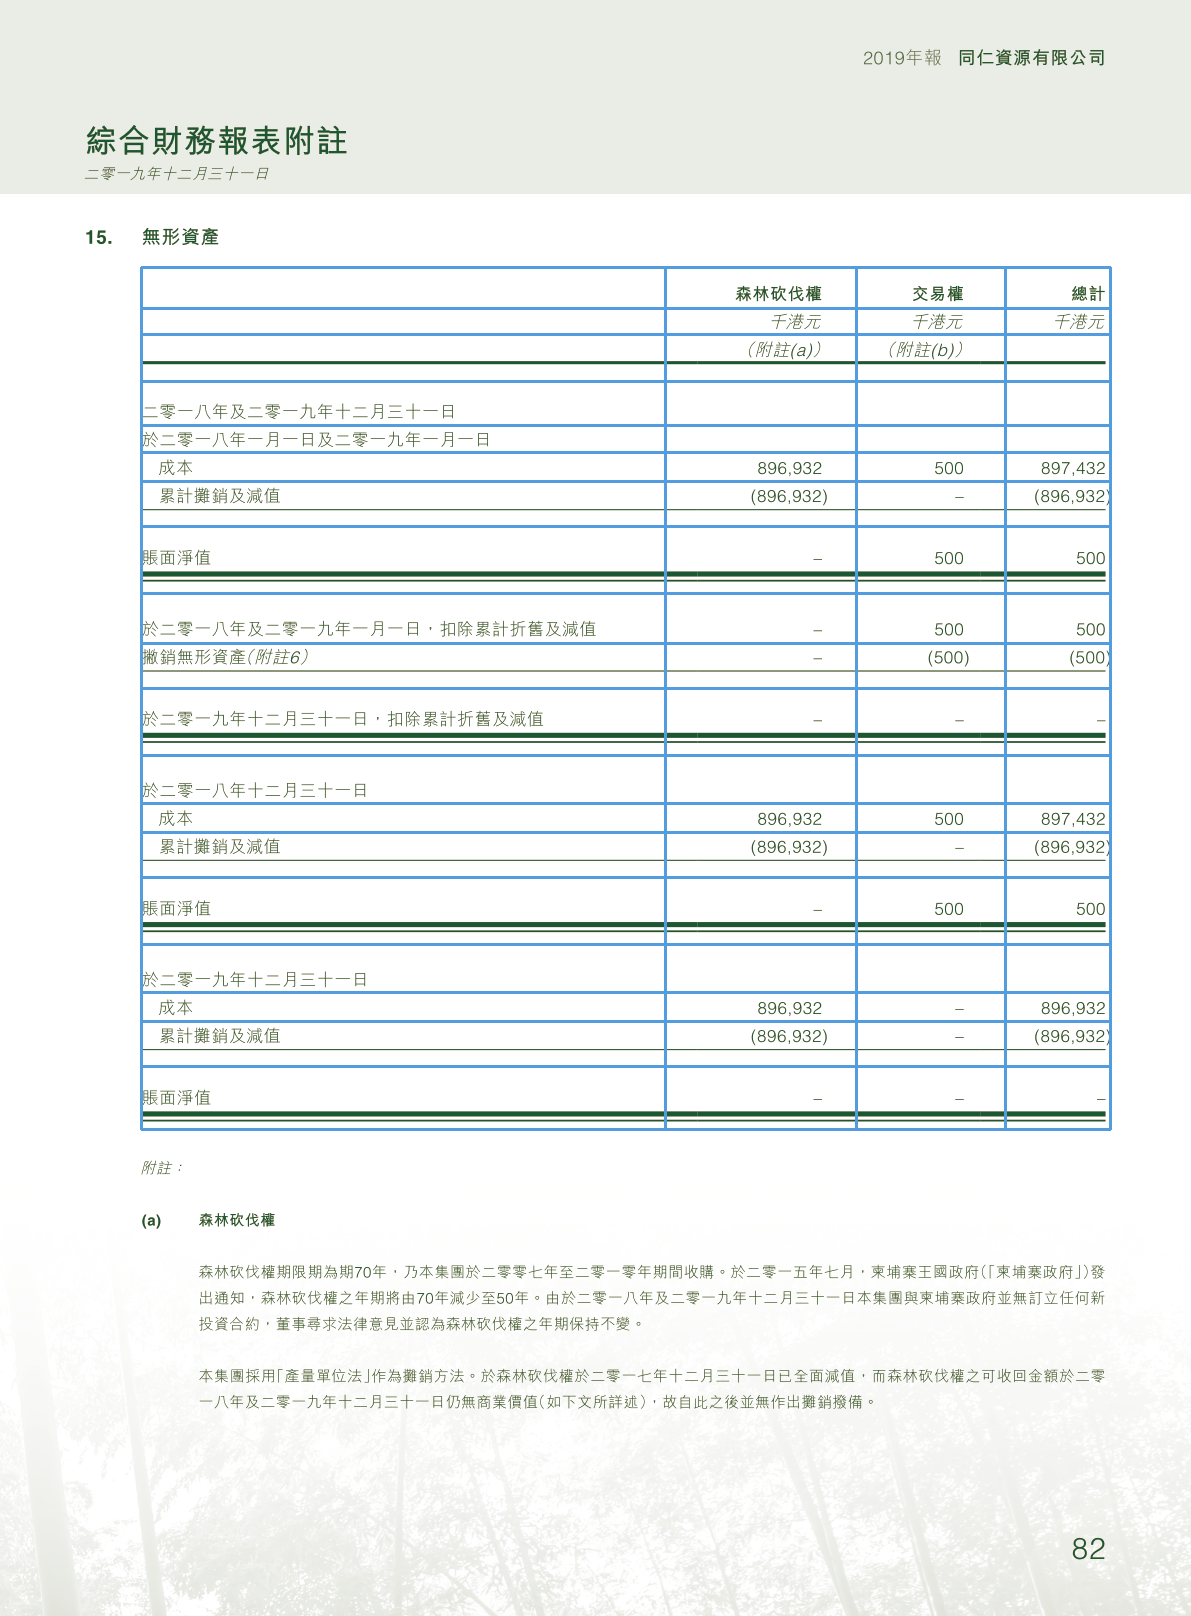 2019年報 同仁資源有限公司
綜合財務報表附註
二零一九年十二月三十一日
15. 無形資產
森林砍伐權 交易權 總計
千港元 千港元 千港元
（附註(a)） （附註(b)）
二零一八年及二零一九年十二月三十一日
於二零一八年一月一日及二零一九年一月一日
成本 896,932 500 897,432
累計攤銷及減值 (896,932) – (896,932)
賬面淨值 – 500 500
於二零一八年及二零一九年一月一日，扣除累計折舊及減值 – 500 500
撇銷無形資產（附註6） – (500) (500)
於二零一九年十二月三十一日，扣除累計折舊及減值 – – –
於二零一八年十二月三十一日
成本 896,932 500 897,432
累計攤銷及減值 (896,932) – (896,932)
賬面淨值 – 500 500
於二零一九年十二月三十一日
成本 896,932 – 896,932
累計攤銷及減值 (896,932) – (896,932)
賬面淨值 – – –
附註：
(a) 森林砍伐權
森林砍伐權期限期為期70年，乃本集團於二零零七年至二零一零年期間收購。於二零一五年七月，柬埔寨王國政府（「柬埔寨政府」）發
出通知，森林砍伐權之年期將由70年減少至50年。由於二零一八年及二零一九年十二月三十一日本集團與柬埔寨政府並無訂立任何新
投資合約，董事尋求法律意見並認為森林砍伐權之年期保持不變。
本集團採用「產量單位法」作為攤銷方法。於森林砍伐權於二零一七年十二月三十一日已全面減值，而森林砍伐權之可收回金額於二零
一八年及二零一九年十二月三十一日仍無商業價值（如下文所詳述），故自此之後並無作出攤銷撥備。
82